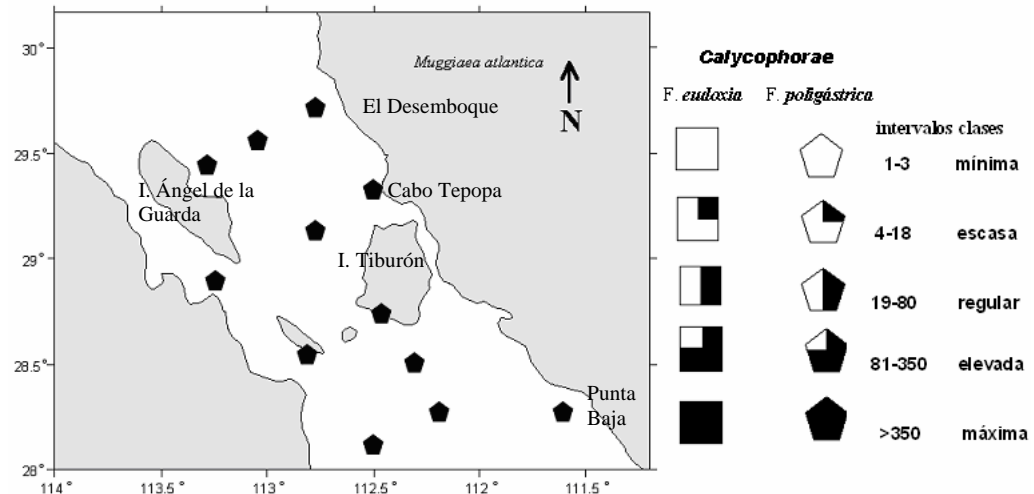 30°
29.5°
29°
28.5°
28°
114
113.5°
113°
112.5°
112°
111.5°
Muggiaea atlantica
N
El Desemboque
Cabo Tepopa
I. Ángel de la
Guarda
I. Tiburón
Punta
Baja
Calycophorae
F. eudoxia F. poligástrica
intervalos clases
1-3 mínima
4-18 escasa
19-80 regular
81-350 elevada
>350 máxima